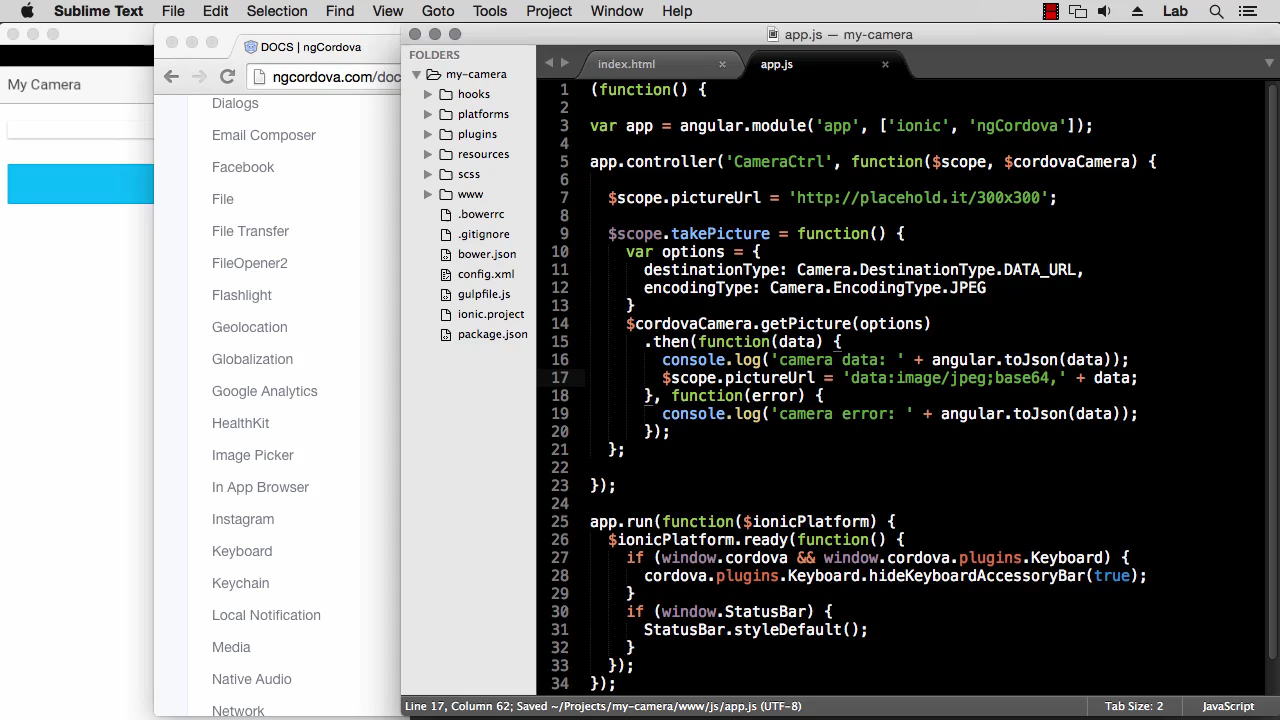 Sublime Text File Edit Selection Find View Goto Tools Project Window Help Lab
My Camera
DOCS | ngCordova
ngcordova.com/doc
Dialogs
Email Composer
Facebook
File
File Transfer
FileOpener2
Flashlight
Geolocation
Globalization
Google Analytics
HealthKit
Image Picker
In App Browser
Instagram
Keyboard
Keychain
Local Notification
Media
Native Audio
Network
app.js — my-camera
FOLDERS
my-camera
hooks
platforms
plugins
resources
scss
www
.bowerrc
.gitignore
bower.json
config.xml
gulpfile.js
ionic.project
package.json
index.html × app.js ×
1 (function() {
2
3 var app = angular.module('app', ['ionic', 'ngCordova']);
4
5 app.controller('CameraCtrl', function($scope, $cordovaCamera) {
6
7 $scope.pictureUrl = 'http://placehold.it/300x300';
8
9 $scope.takePicture = function() {
10 var options = {
11 destinationType: Camera.DestinationType.DATA_URL,
12 encodingType: Camera.EncodingType.JPEG
13 }
14 $cordovaCamera.getPicture(options)
15 .then(function(data) {
16 console.log('camera data: ' + angular.toJson(data));
17 $scope.pictureUrl = 'data:image/jpeg;base64,' + data;
18 }, function(error) {
19 console.log('camera error: ' + angular.toJson(data));
20 });
21 };
22
23 });
24
25 app.run(function($ionicPlatform) {
26 $ionicPlatform.ready(function() {
27 if (window.cordova && window.cordova.plugins.Keyboard) {
28 cordova.plugins.Keyboard.hideKeyboardAccessoryBar(true);
29 }
30 if (window.StatusBar) {
31 StatusBar.styleDefault();
32 }
33 });
34 });
Line 17, Column 62; Saved ~/Projects/my-camera/www/js/app.js (UTF-8) Tab Size: 2 JavaScript